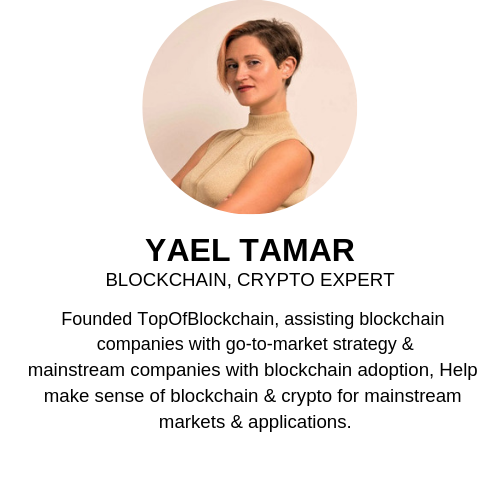 YAEL TAMAR
BLOCKCHAIN, CRYPTO EXPERT
Founded TopOfBlockchain, assisting blockchain
companies with go-to-market strategy &
mainstream companies with blockchain adoption, Help
make sense of blockchain & crypto for mainstream
markets & applications.